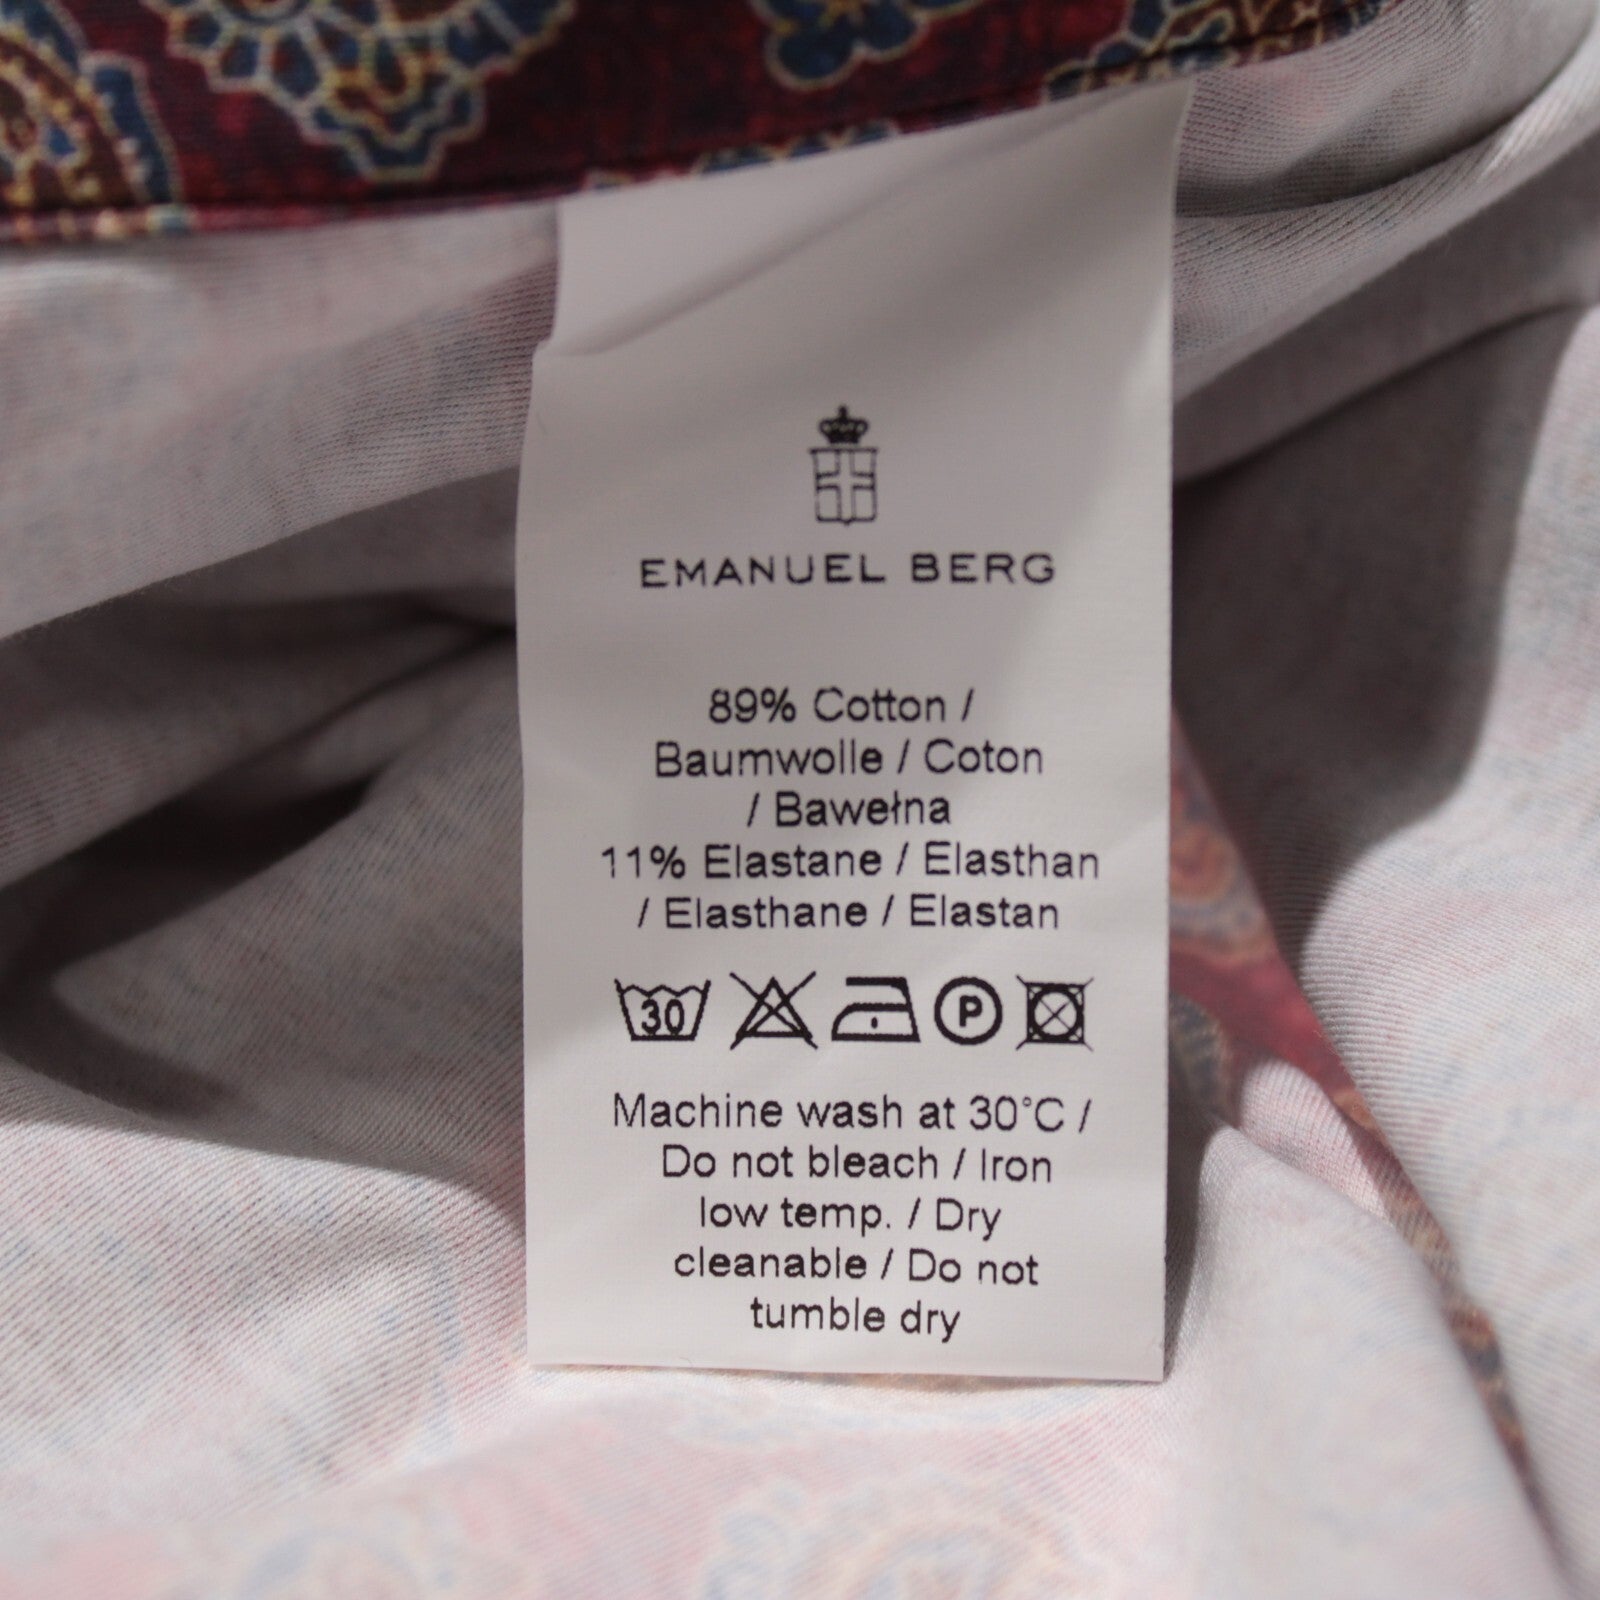 EMANUEL BERG
89% Cotton /
Baumwolle / Coton
/ Bawełna
11% Elastane / Elasthan
/ Elasthane / Elastan
30 P
Machine wash at 30°C /
Do not bleach / Iron
low temp. / Dry
cleanable / Do not
tumble dry